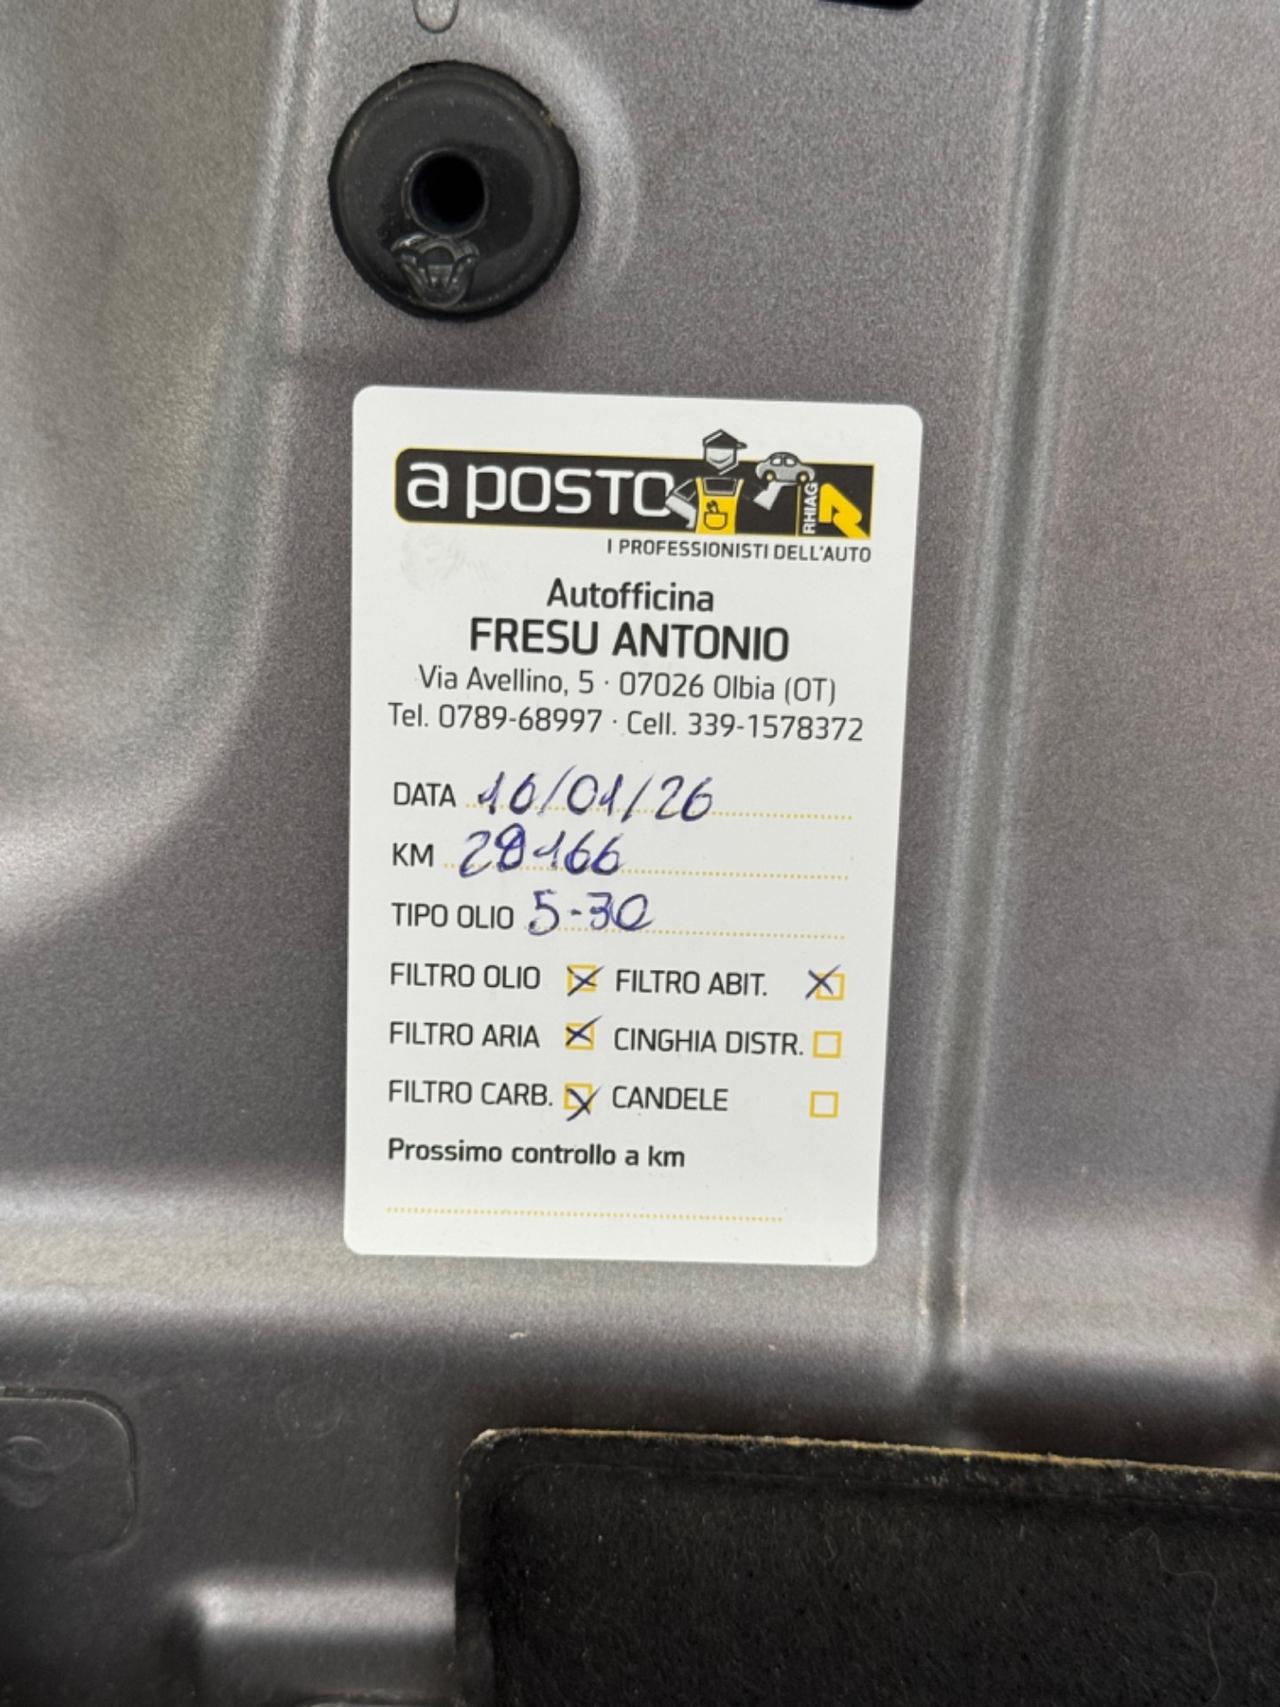 a posto
RHIAG
I PROFESSIONISTI DELL'AUTO
Autofficina
FRESU ANTONIO
Via Avellino, 5 · 07026 Olbia (OT)
Tel. 0789-68997 · Cell. 339-1578372
DATA 16/01/26
KM 28166
TIPO OLIO 5-30
FILTRO OLIO FILTRO ABIT.
FILTRO ARIA CINGHIA DISTR.
FILTRO CARB. CANDELE
Prossimo controllo a km